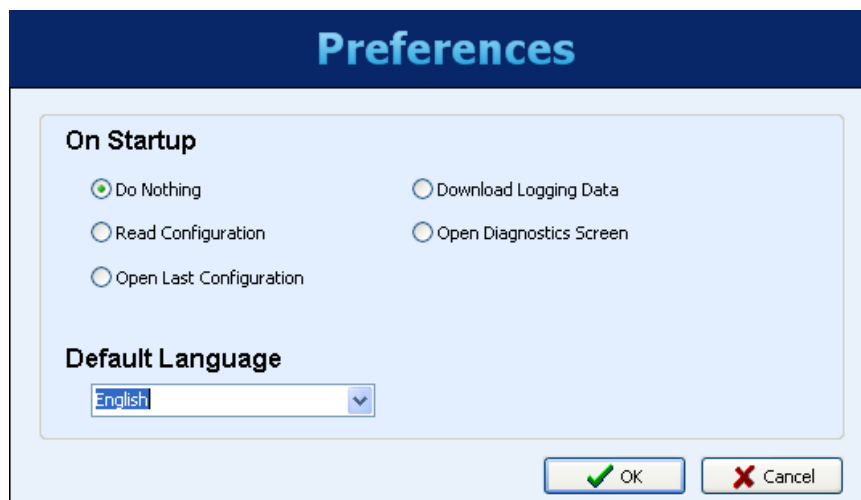 Preferences
On Startup
Do Nothing
Download Logging Data
Read Configuration
Open Diagnostics Screen
Open Last Configuration
Default Language
English
OK
Cancel